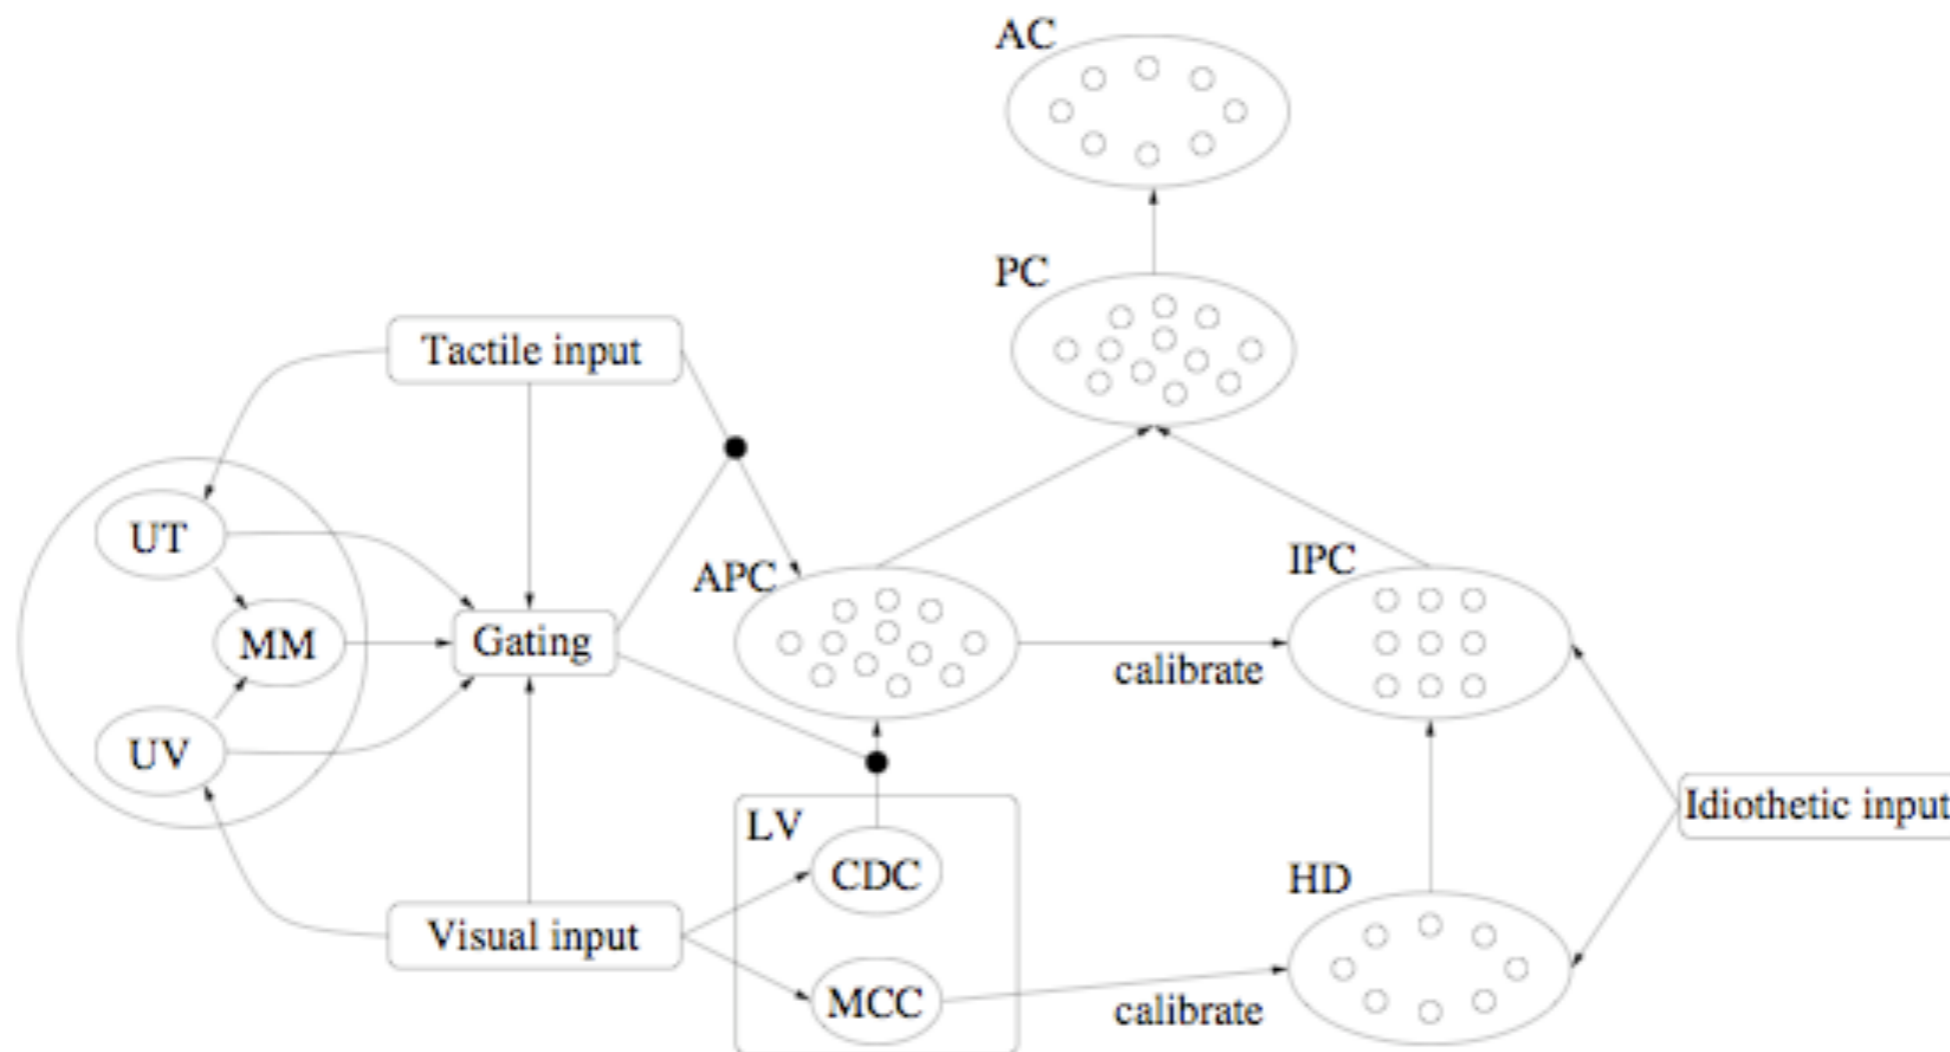 AC
PC
Tactile input
UT
APC
IPC
MM
Gating
calibrate
UV
LV
CDC
Idiothetic input
HD
Visual input
MCC
calibrate